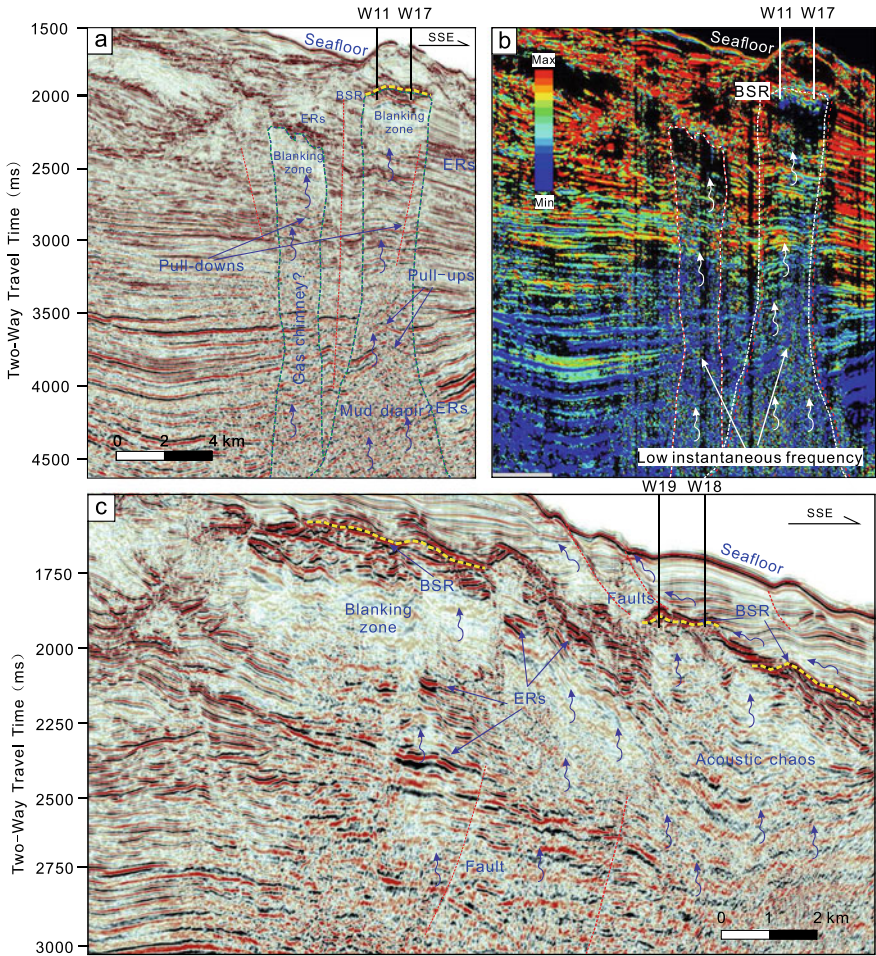 W11 W17
1500
a
Seafloor
SSE
2000
BSR
Blanking
zone
ERs
Blanking
zone
2500
ERs
3000
Pull-downs
Pull-ups
Gas chimney?
3500
4000
Mud diapir?
ERs
0 2 4 km
4500
Two-Way Travel Time (ms)
W11 W17
b
Max
Min
BSR
Low instantaneous frequency
W19 W18
c
SSE
Seafloor
1750
BSR
Blanking
zone
Faults
BSR
2000
ERs
2250
Acoustic chaos
2500
2750
Fault
0 1 2 km
3000
Two-Way Travel Time (ms)